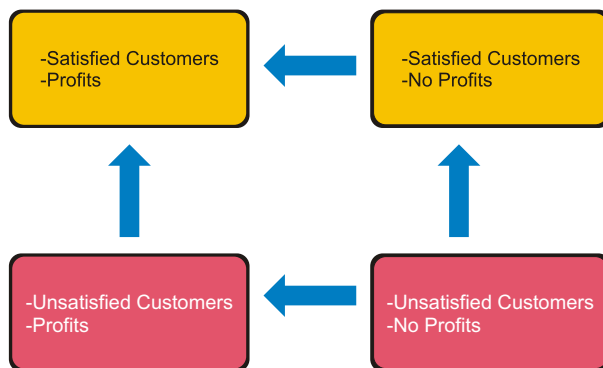 -Satisfied Customers
-Profits
-Satisfied Customers
-No Profits
-Unsatisfied Customers
-Profits
-Unsatisfied Customers
-No Profits